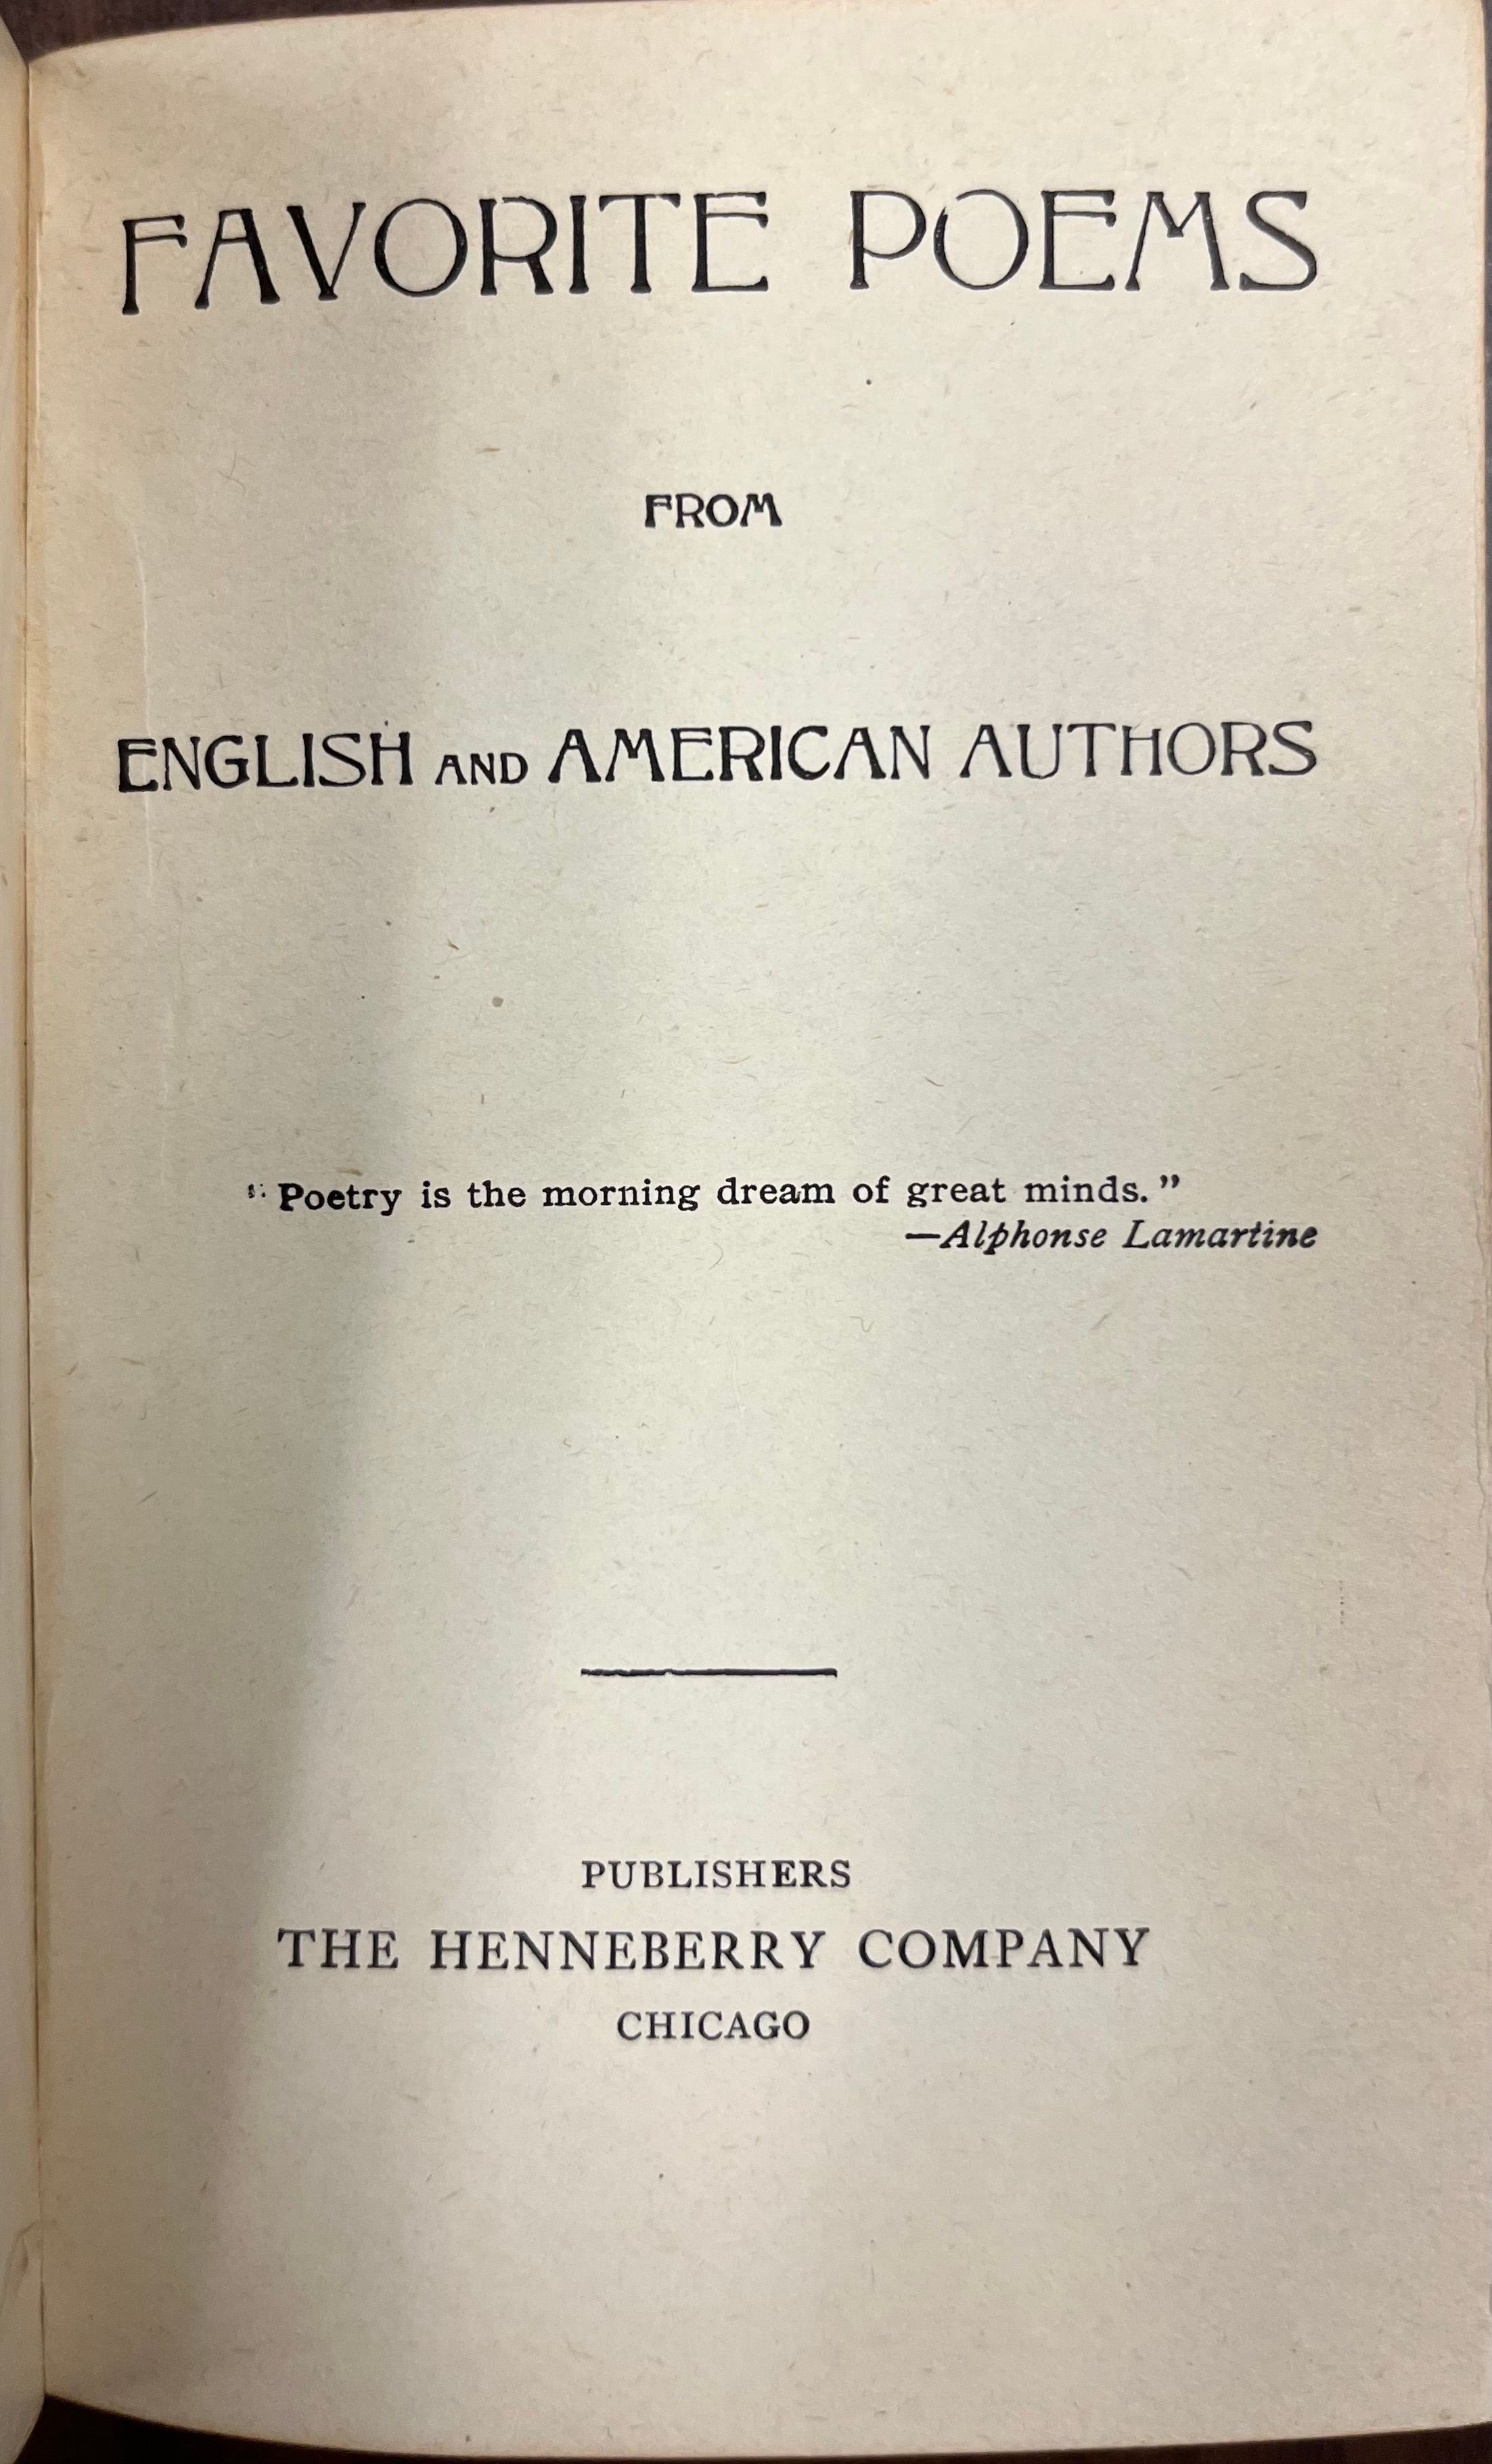 FAVORITE POEMS
FROM
ENGLISH AND AMERICAN AUTHORS
"Poetry is the morning dream of great minds."
—Alphonse Lamartine
PUBLISHERS
THE HENNEBERRY COMPANY
CHICAGO